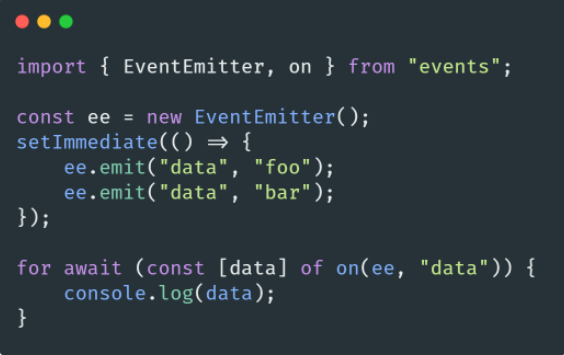 import { EventEmitter, on } from "events";

const ee = new EventEmitter();
setImmediate(() => {
    ee.emit("data", "foo");
    ee.emit("data", "bar");
});

for await (const [data] of on(ee, "data")) {
    console.log(data);
}